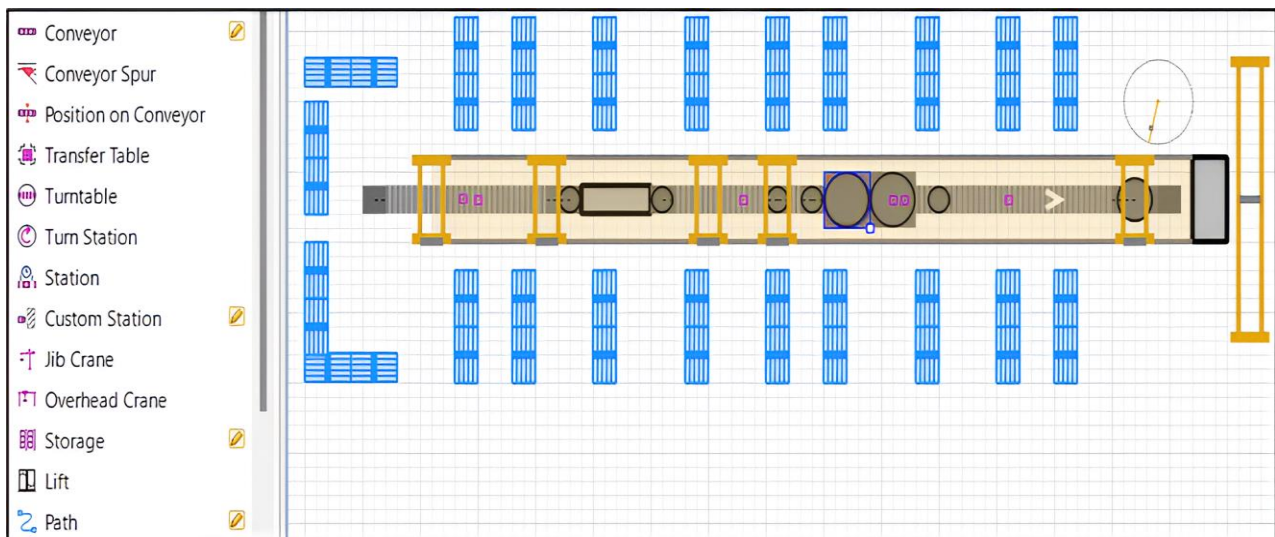 Conveyor
Conveyor Spur
Position on Conveyor
Transfer Table
Turntable
Turn Station
Station
Custom Station
Jib Crane
Overhead Crane
Storage
Lift
Path